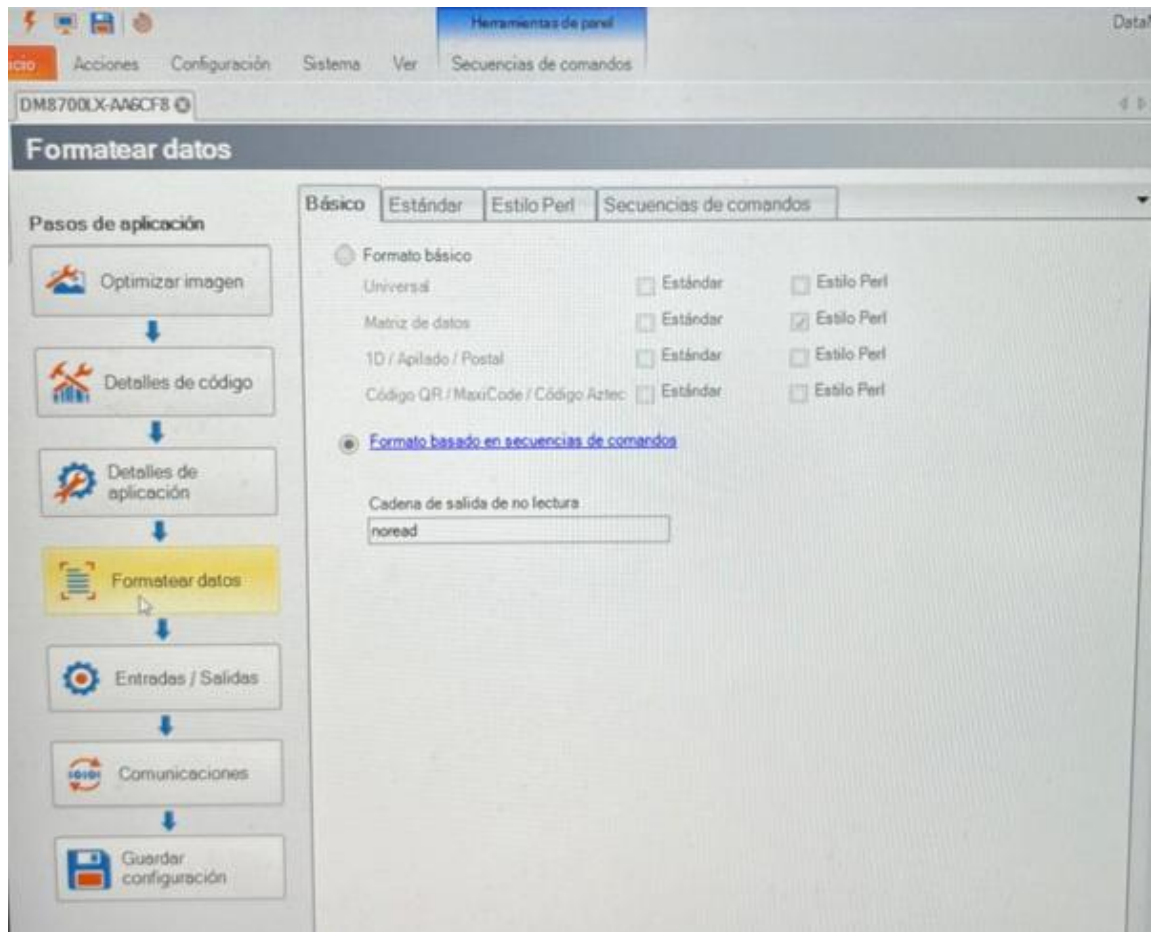 Herramientas de panel
Data
icio Acciones Configuración Sistema Ver Secuencias de comandos
DM8700LX-AA6CF8
Formatear datos
Pasos de aplicación
Optimizar imagen
Detalles de código
Detalles de
aplicación
Formatear datos
Entradas / Salidas
Comunicaciones
Guardar
configuración
Básico Estándar Estilo Perl Secuencias de comandos
Formato básico
Universal Estándar Estilo Perl
Matriz de datos Estándar Estilo Perl
1D / Apilado / Postal Estándar Estilo Perl
Código QR / MaxiCode / Código Aztec Estándar Estilo Perl
Formato basado en secuencias de comandos
Cadena de salida de no lectura
noread